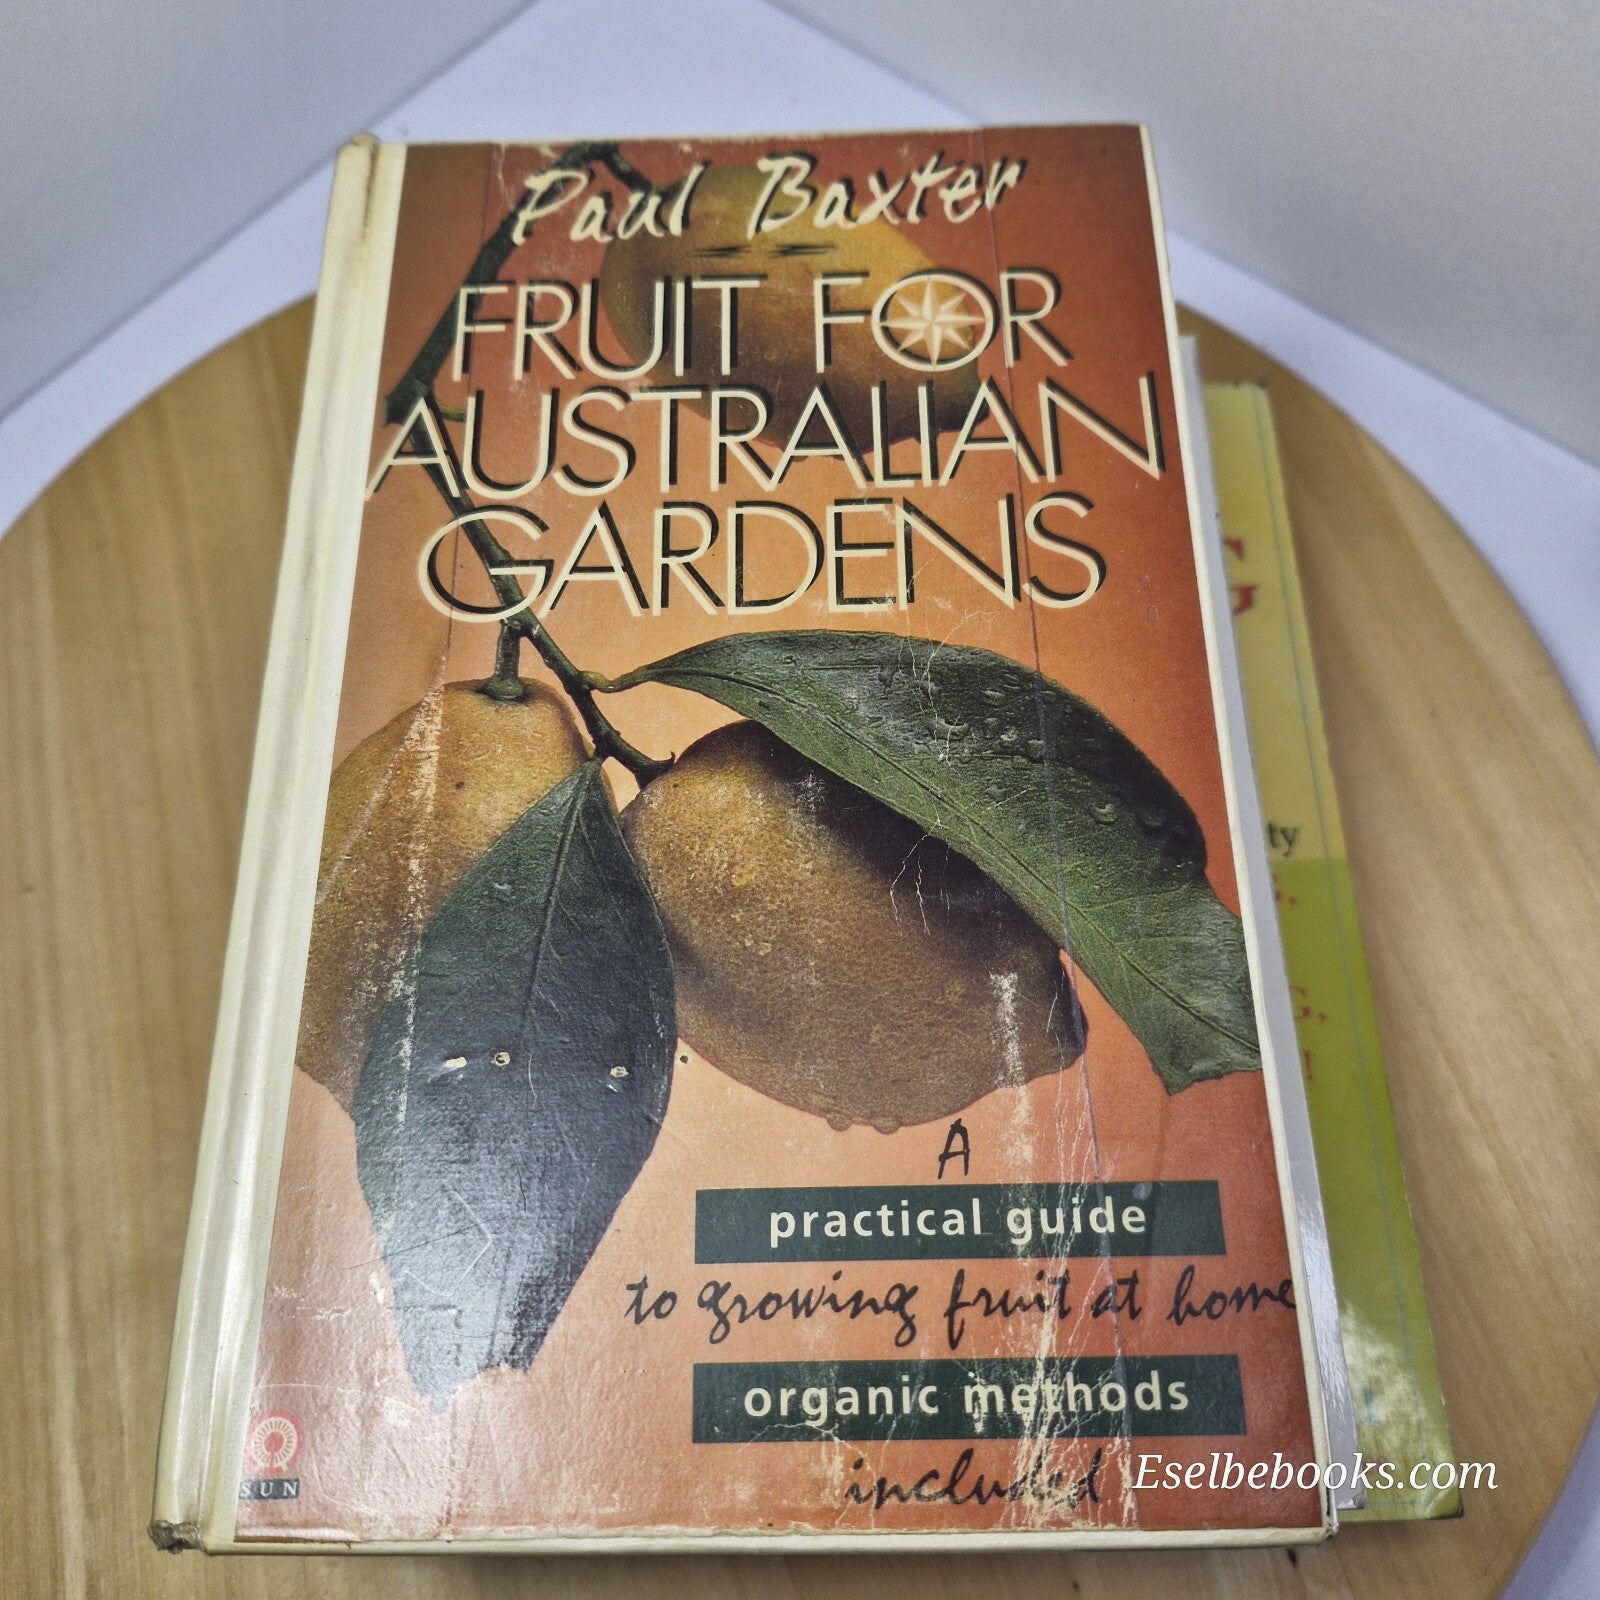 Paul Baxter
FRUIT FOR
AUSTRALIAN
GARDENS
A
practical guide
to growing fruit at home
organic methods
included
SUN
Eselbebooks.com
G
ty
G,
!